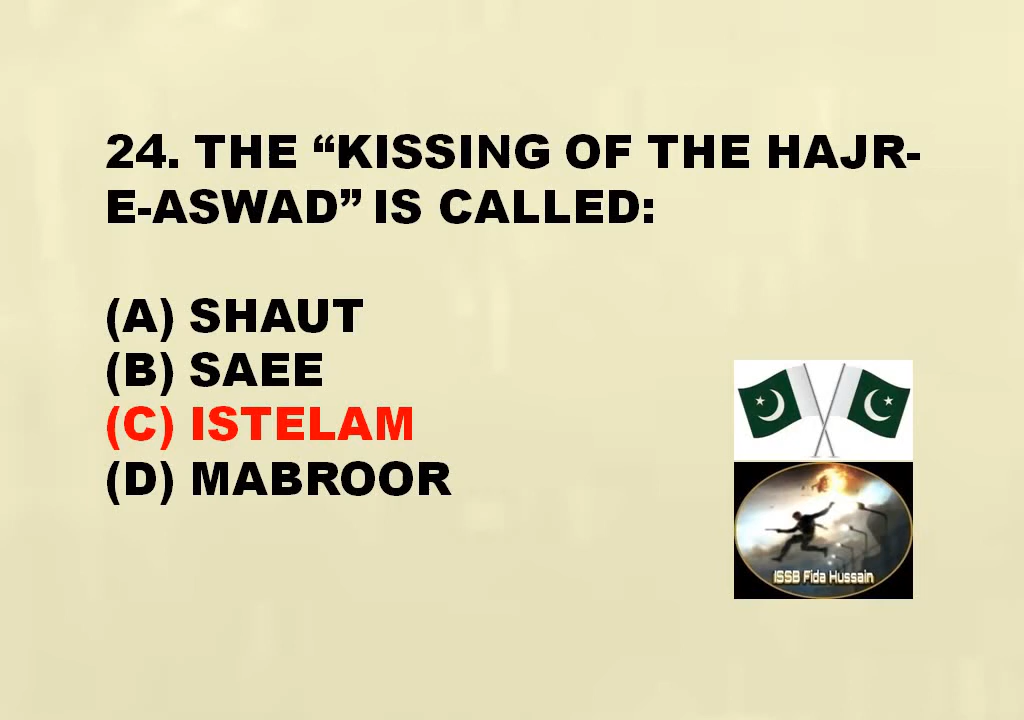 24. THE “KISSING OF THE HAJR-
E-ASWAD” IS CALLED:
(A) SHAUT
(B) SAEE
(C) ISTELAM
(D) MABROOR
ISSB Fida Hussain